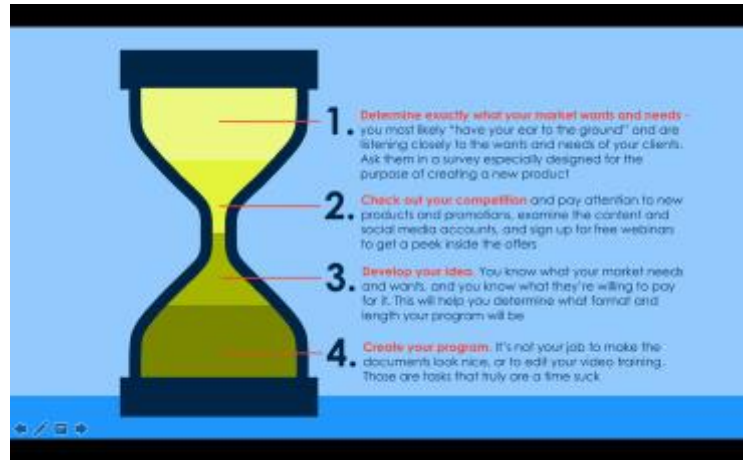 1. Determine exactly what your market wants and needs -
you most likely "have your ear to the ground" and are
listening closely to the wants and needs of your clients.
Ask them in a survey especially designed for the
purpose of creating a new product
2. Check out your competition and pay attention to new
products and promotions, examine the content and
social media accounts, and sign up for free webinars
to get a peek inside the offers
3. Develop your idea. You know what your market needs
and wants, and you know what they're willing to pay
for it. This will help you determine what format and
length your program will be
4. Create your program. It's not your job to make the
documents look nice, or to edit your video training.
Those are tasks that truly are a time suck